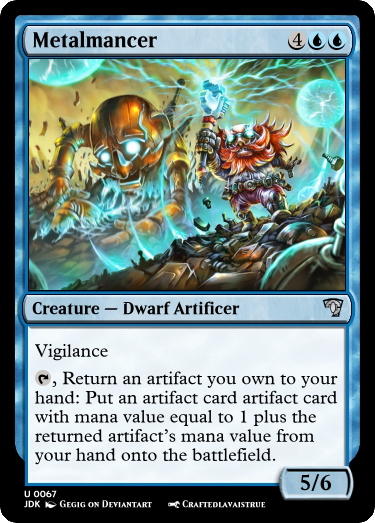 Metalmancer 4
Creature — Dwarf Artificer
Vigilance
, Return an artifact you own to your
hand: Put an artifact card artifact card
with mana value equal to 1 plus the
returned artifact's mana value from
your hand onto the battlefield.
5/6
U 0067
JDK Gegig on Deviantart Craftedlavaistrue